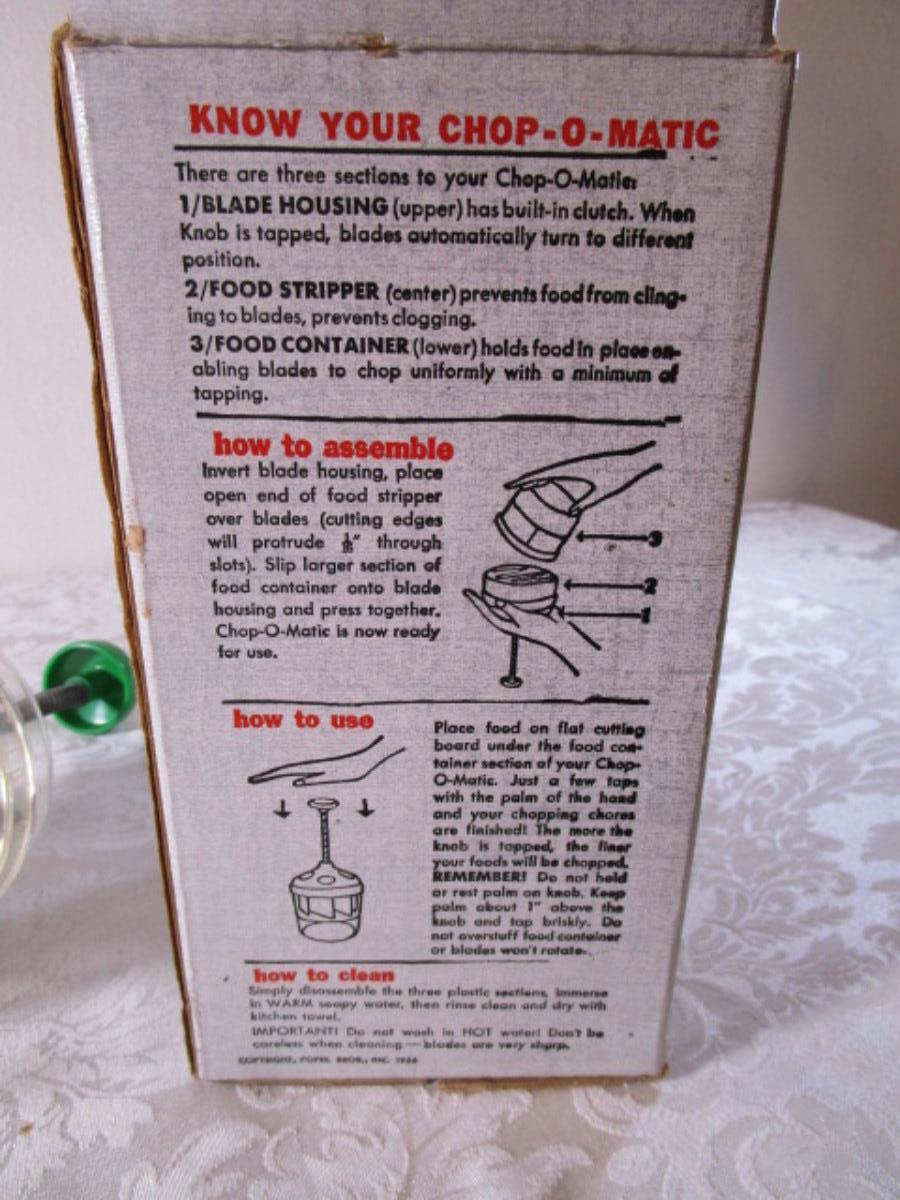 KNOW YOUR CHOP-O-MATIC
There are three sections to your Chop-O-Matic:
1/BLADE HOUSING (upper) has built-in clutch. When
Knob is tapped, blades automatically turn to different
position.
2/FOOD STRIPPER (center) prevents food from cling-
ing to blades, prevents clogging.
3/FOOD CONTAINER (lower) holds food in place en-
abling blades to chop uniformly with a minimum of
tapping.
how to assemble
Invert blade housing, place
open end of food stripper
over blades (cutting edges
will protrude ⅛" through
slots). Slip larger section of
food container onto blade
housing and press together.
Chop-O-Matic is now ready
for use.
3
2
1
how to use
Place food on flat cutting
board under the food con-
tainer section of your Chop-
O-Matic. Just a few taps
with the palm of the hand
and your chopping chores
are finished! The more the
knob is tapped, the finer
your foods will be chopped.
REMEMBER! Do not hold
or rest palm on knob. Keep
palm about 1" above the
knob and tap briskly. Do
not overstuff food container
or blades won't rotate.
how to clean
Simply disassemble the three plastic sections, immerse
in WARM soapy water, then rinse clean and dry with
kitchen towel.
IMPORTANT! Do not wash in HOT water! Don't be
careless when cleaning — blades are very sharp.
COPYRIGHT, POPEIL BROS., INC. 1956